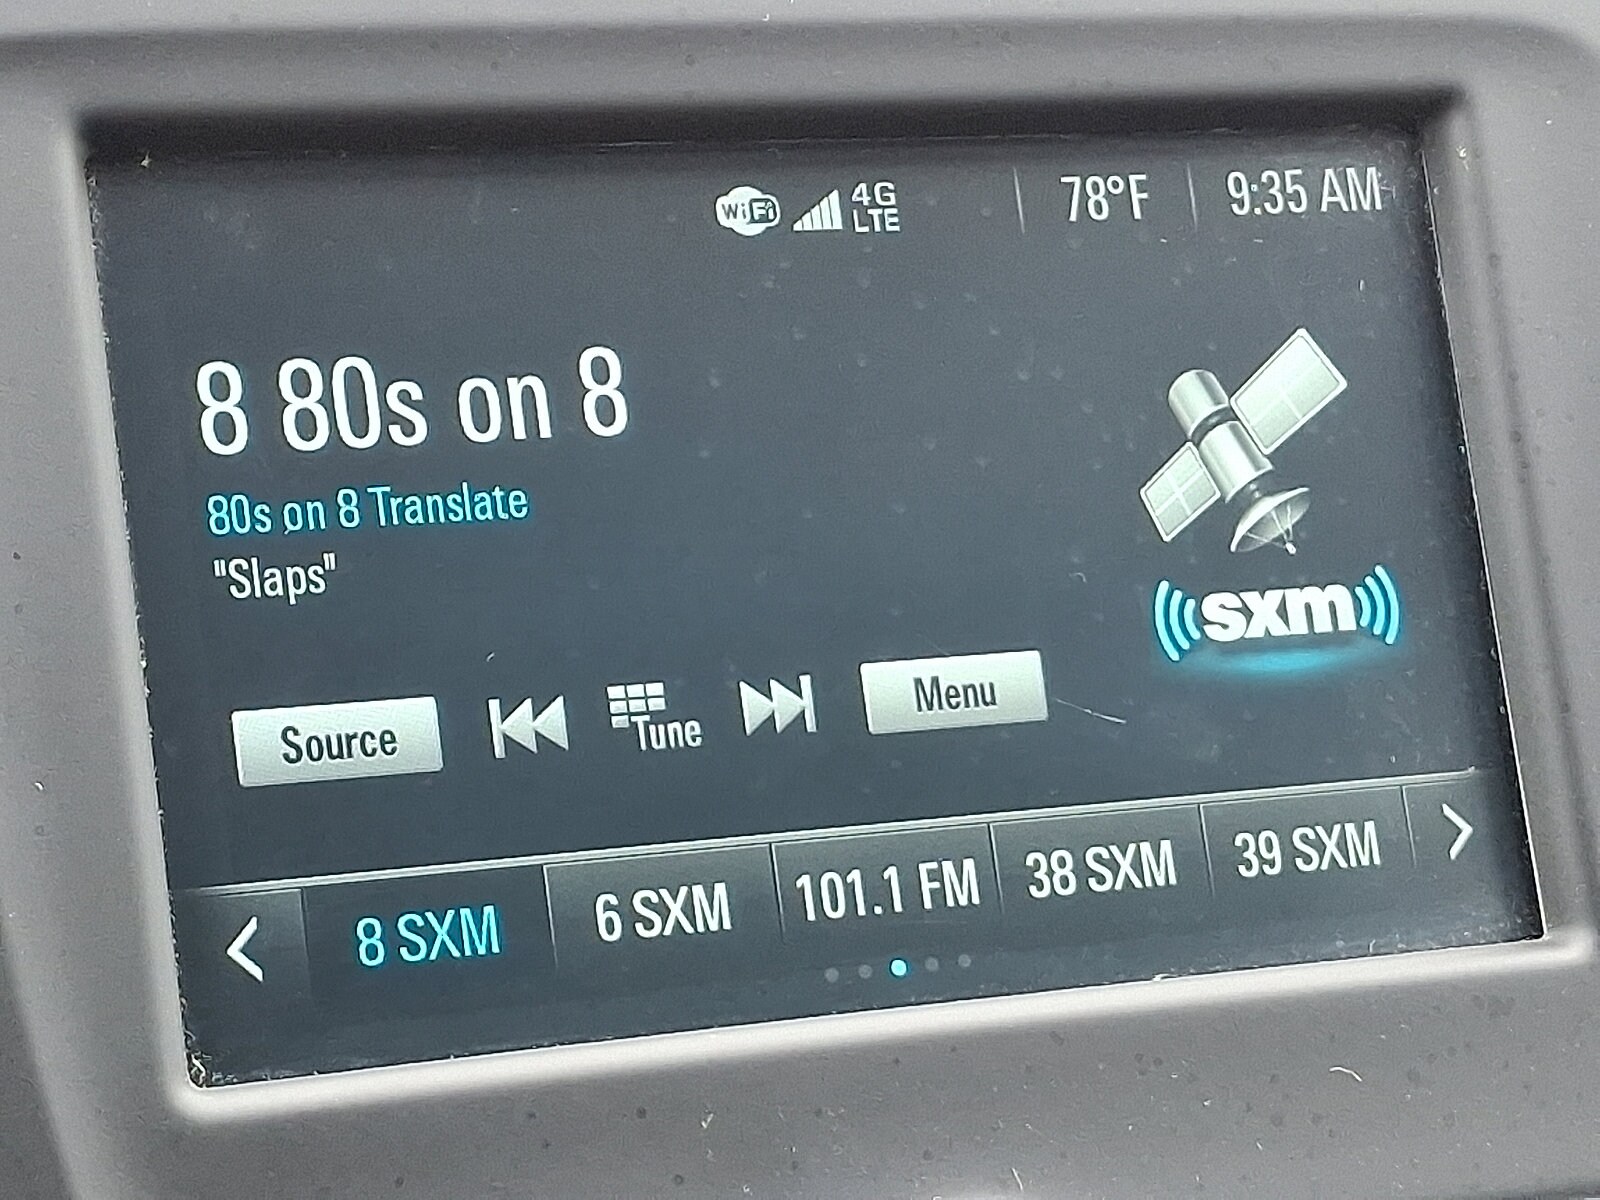 WiFi 4G LTE 78°F 9:35 AM
8 80s on 8
80s on 8 Translate
"Slaps"
sxm
Source Tune Menu
8 SXM 6 SXM 101.1 FM 38 SXM 39 SXM